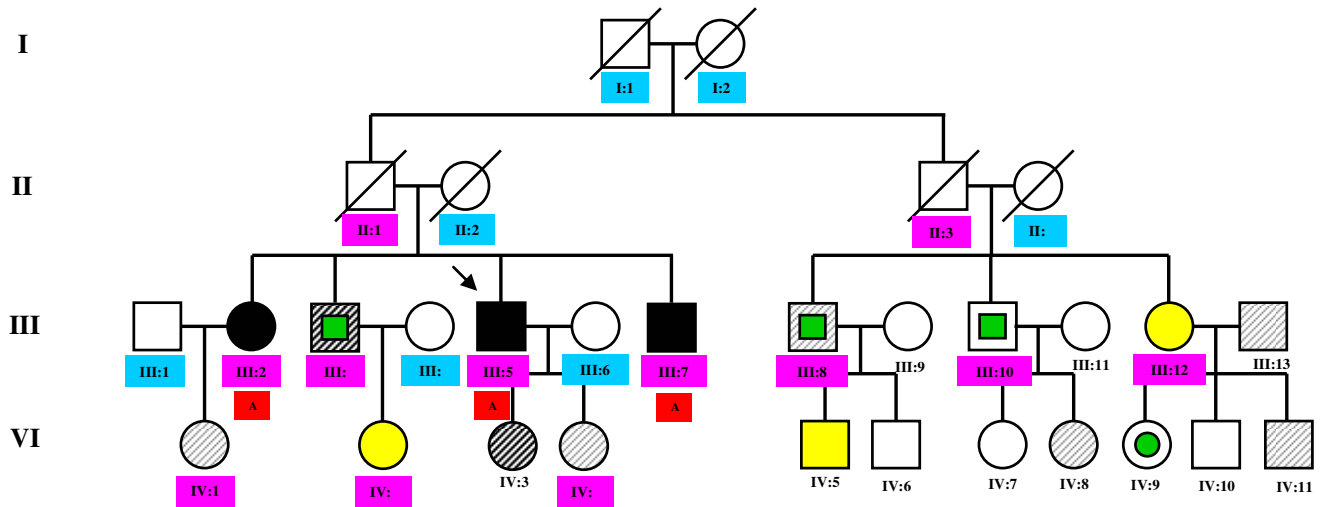 I
I:1 I:2
II
II:1 II:2 II:3 II:
III
III:1 III:2 III: III: III:5 III:6 III:7 III:8 III:9 III:10 III:11 III:12 III:13
A A A
VI
IV:1 IV: IV:3 IV: IV:5 IV:6 IV:7 IV:8 IV:9 IV:10 IV:11